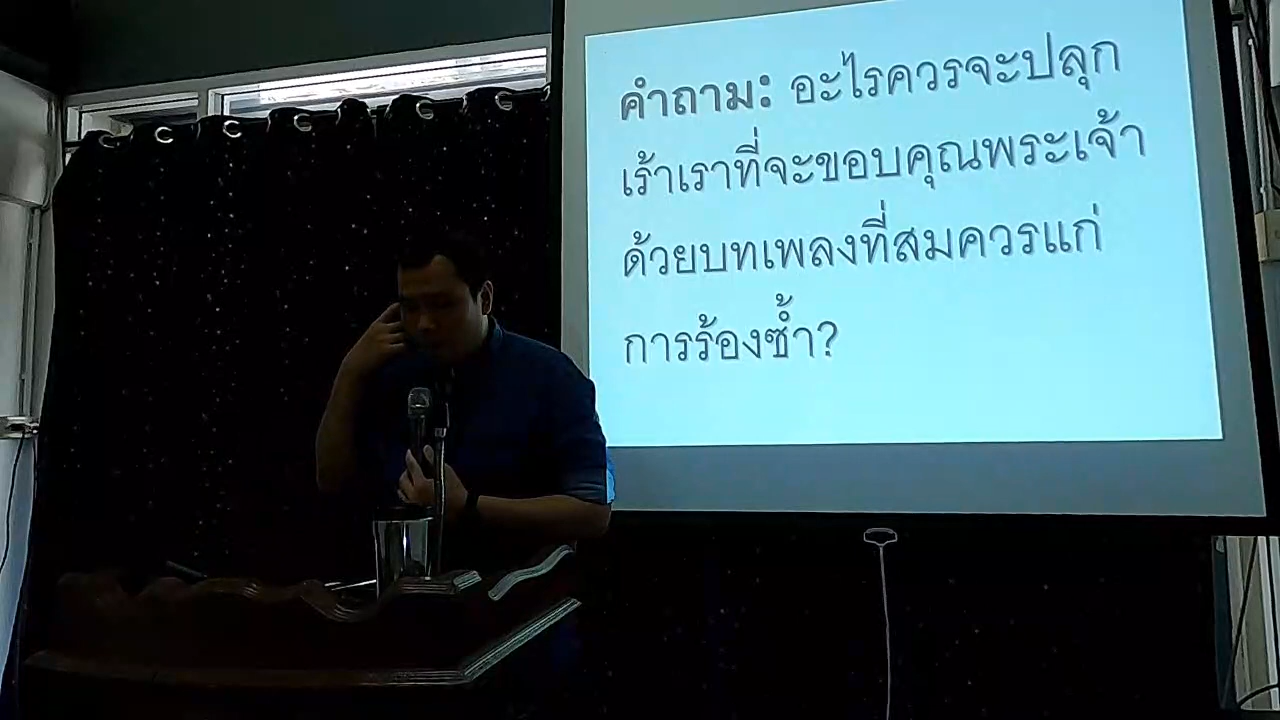 คำถาม: อะไรควรจะปลุก
เร้าเราที่จะขอบคุณพระเจ้า
ด้วยบทเพลงที่สมควรแก่
การร้องซ้ำ?